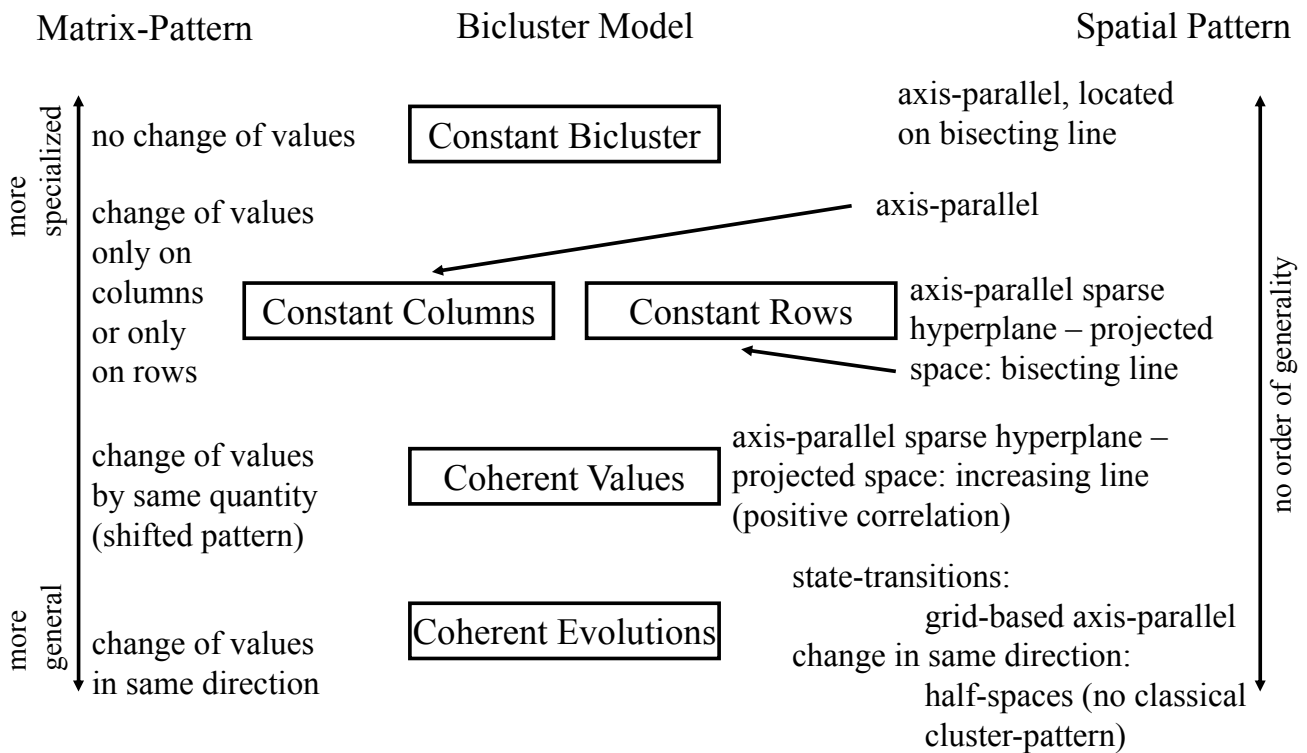 Matrix-Pattern
Bicluster Model
Spatial Pattern
more
specialized
no change of values
Constant Bicluster
axis-parallel, located
on bisecting line
change of values
only on
columns
or only
on rows
axis-parallel
Constant Columns
Constant Rows
axis-parallel sparse
hyperplane – projected
space: bisecting line
no order of generality
change of values
by same quantity
(shifted pattern)
Coherent Values
axis-parallel sparse hyperplane –
projected space: increasing line
(positive correlation)
more
general
change of values
in same direction
Coherent Evolutions
state-transitions:
grid-based axis-parallel
change in same direction:
half-spaces (no classical
cluster-pattern)